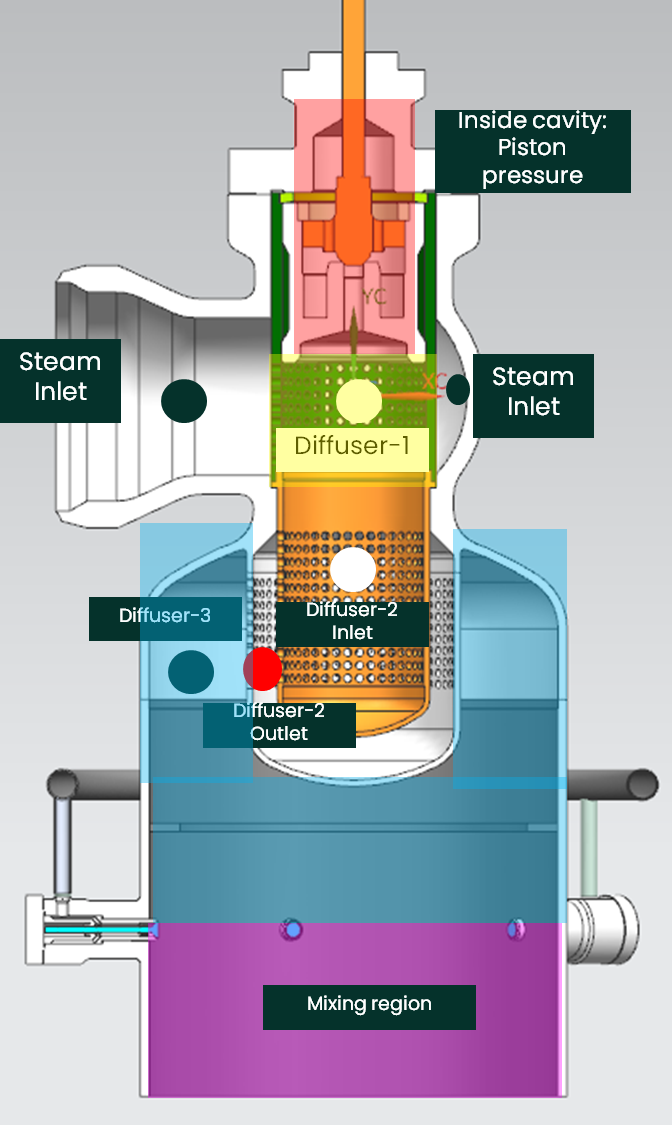 Inside cavity:
Piston
pressure
YC
XC
Steam
Inlet
Steam
Inlet
Diffuser-1
Diffuser-3
Diffuser-2
Inlet
Diffuser-2
Outlet
Mixing region